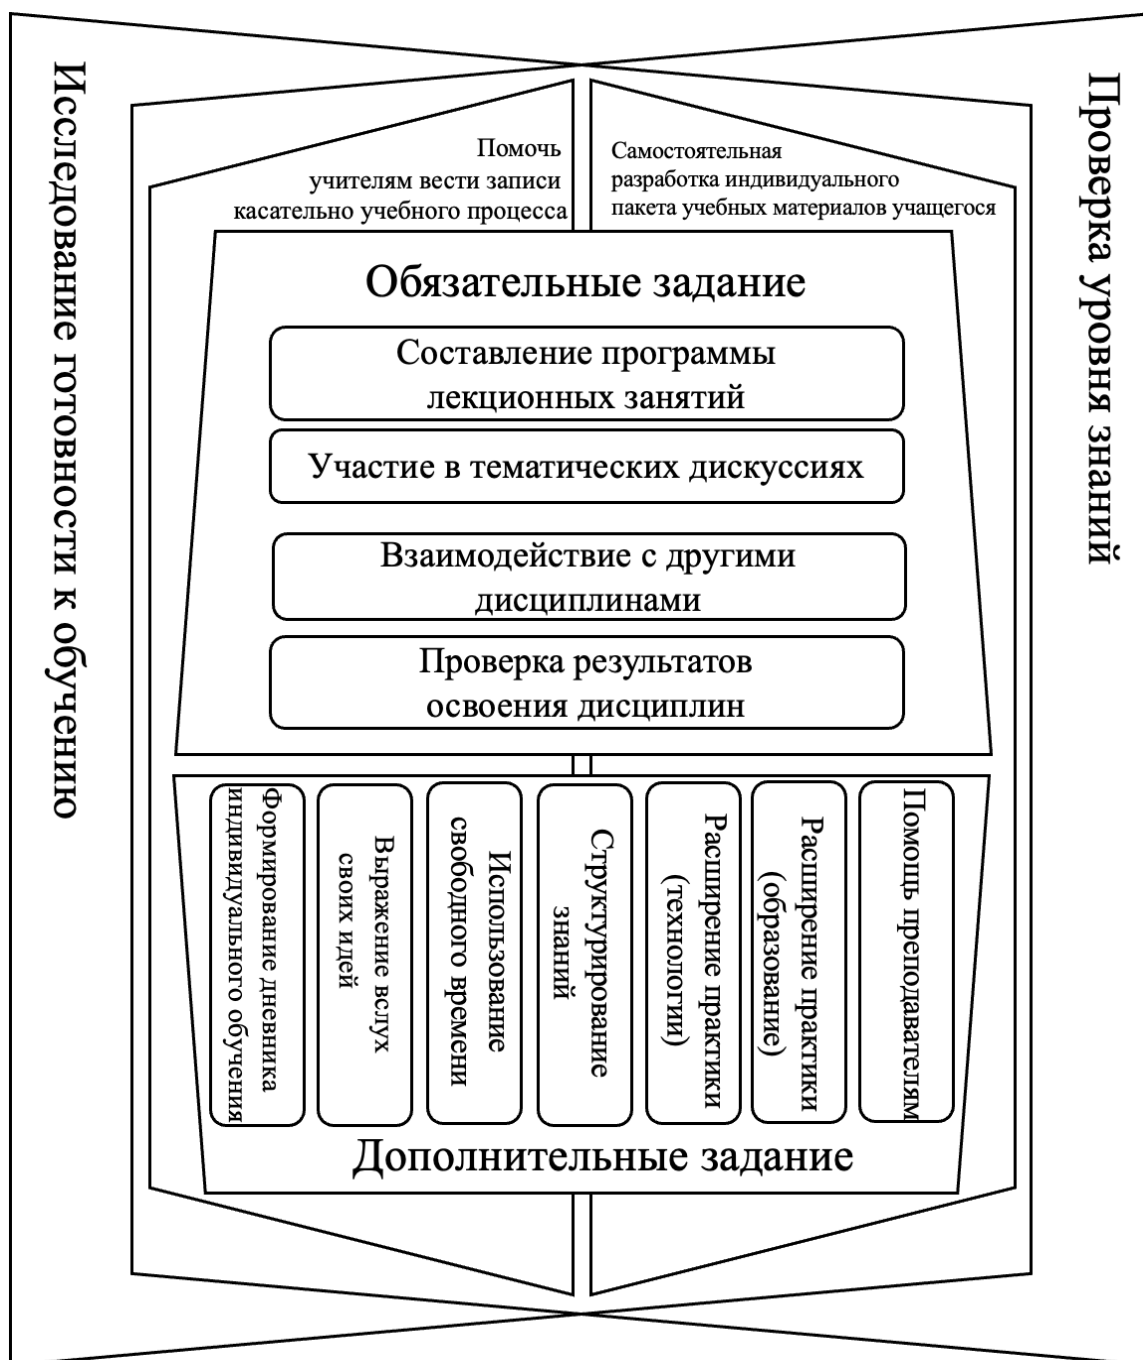 Исследование готовности к обучению
Помочь
учителям вести записи
касательно учебного процесса
Самостоятельная
разработка индивидуального
пакета учебных материалов учащегося
Проверка уровня знаний
Обязательные задание
Составление программы
лекционных занятий
Участие в тематических дискуссиях
Взаимодействие с другими
дисциплинами
Проверка результатов
освоения дисциплин
Формирование дневника
индивидуального обучения
Выражение вслух
своих идей
Использование
свободного времени
Структурирование
знаний
Расширение практики
(технологии)
Расширение практики
(образование)
Помощь преподавателям
Дополнительные задание